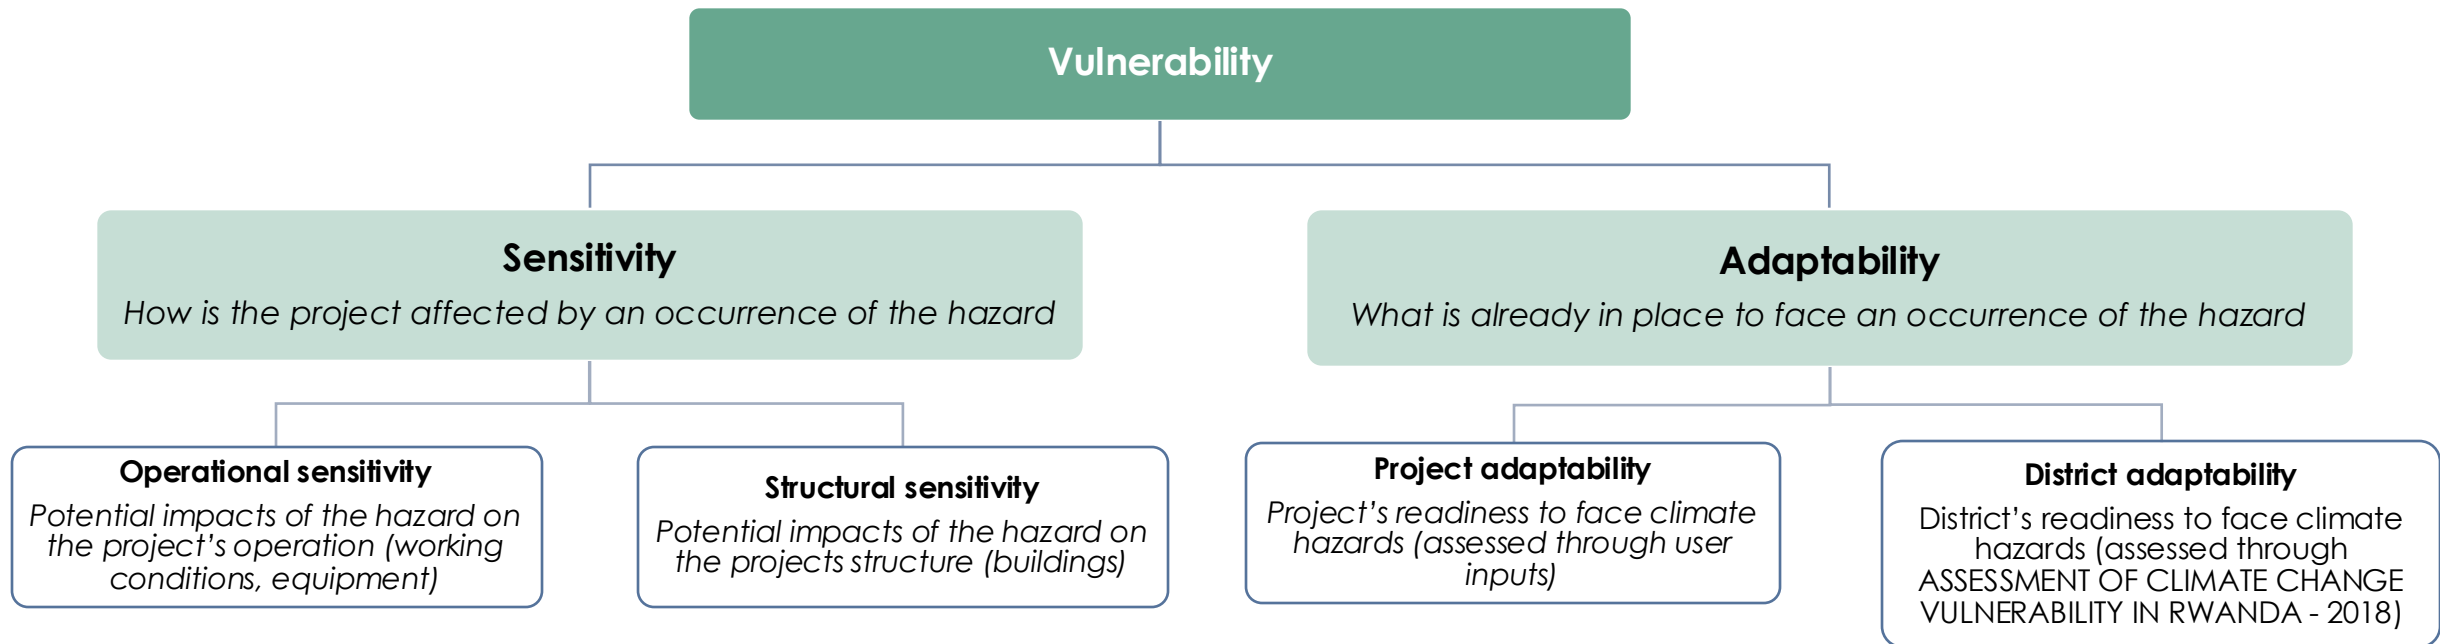 Vulnerability
Sensitivity
How is the project affected by an occurrence of the hazard
Adaptability
What is already in place to face an occurrence of the hazard
Operational sensitivity
Potential impacts of the hazard on
the project's operation (working
conditions, equipment)
Structural sensitivity
Potential impacts of the hazard on
the projects structure (buildings)
Project adaptability
Project's readiness to face climate
hazards (assessed through user
inputs)
District adaptability
District's readiness to face climate
hazards (assessed through
ASSESSMENT OF CLIMATE CHANGE
VULNERABILITY IN RWANDA - 2018)